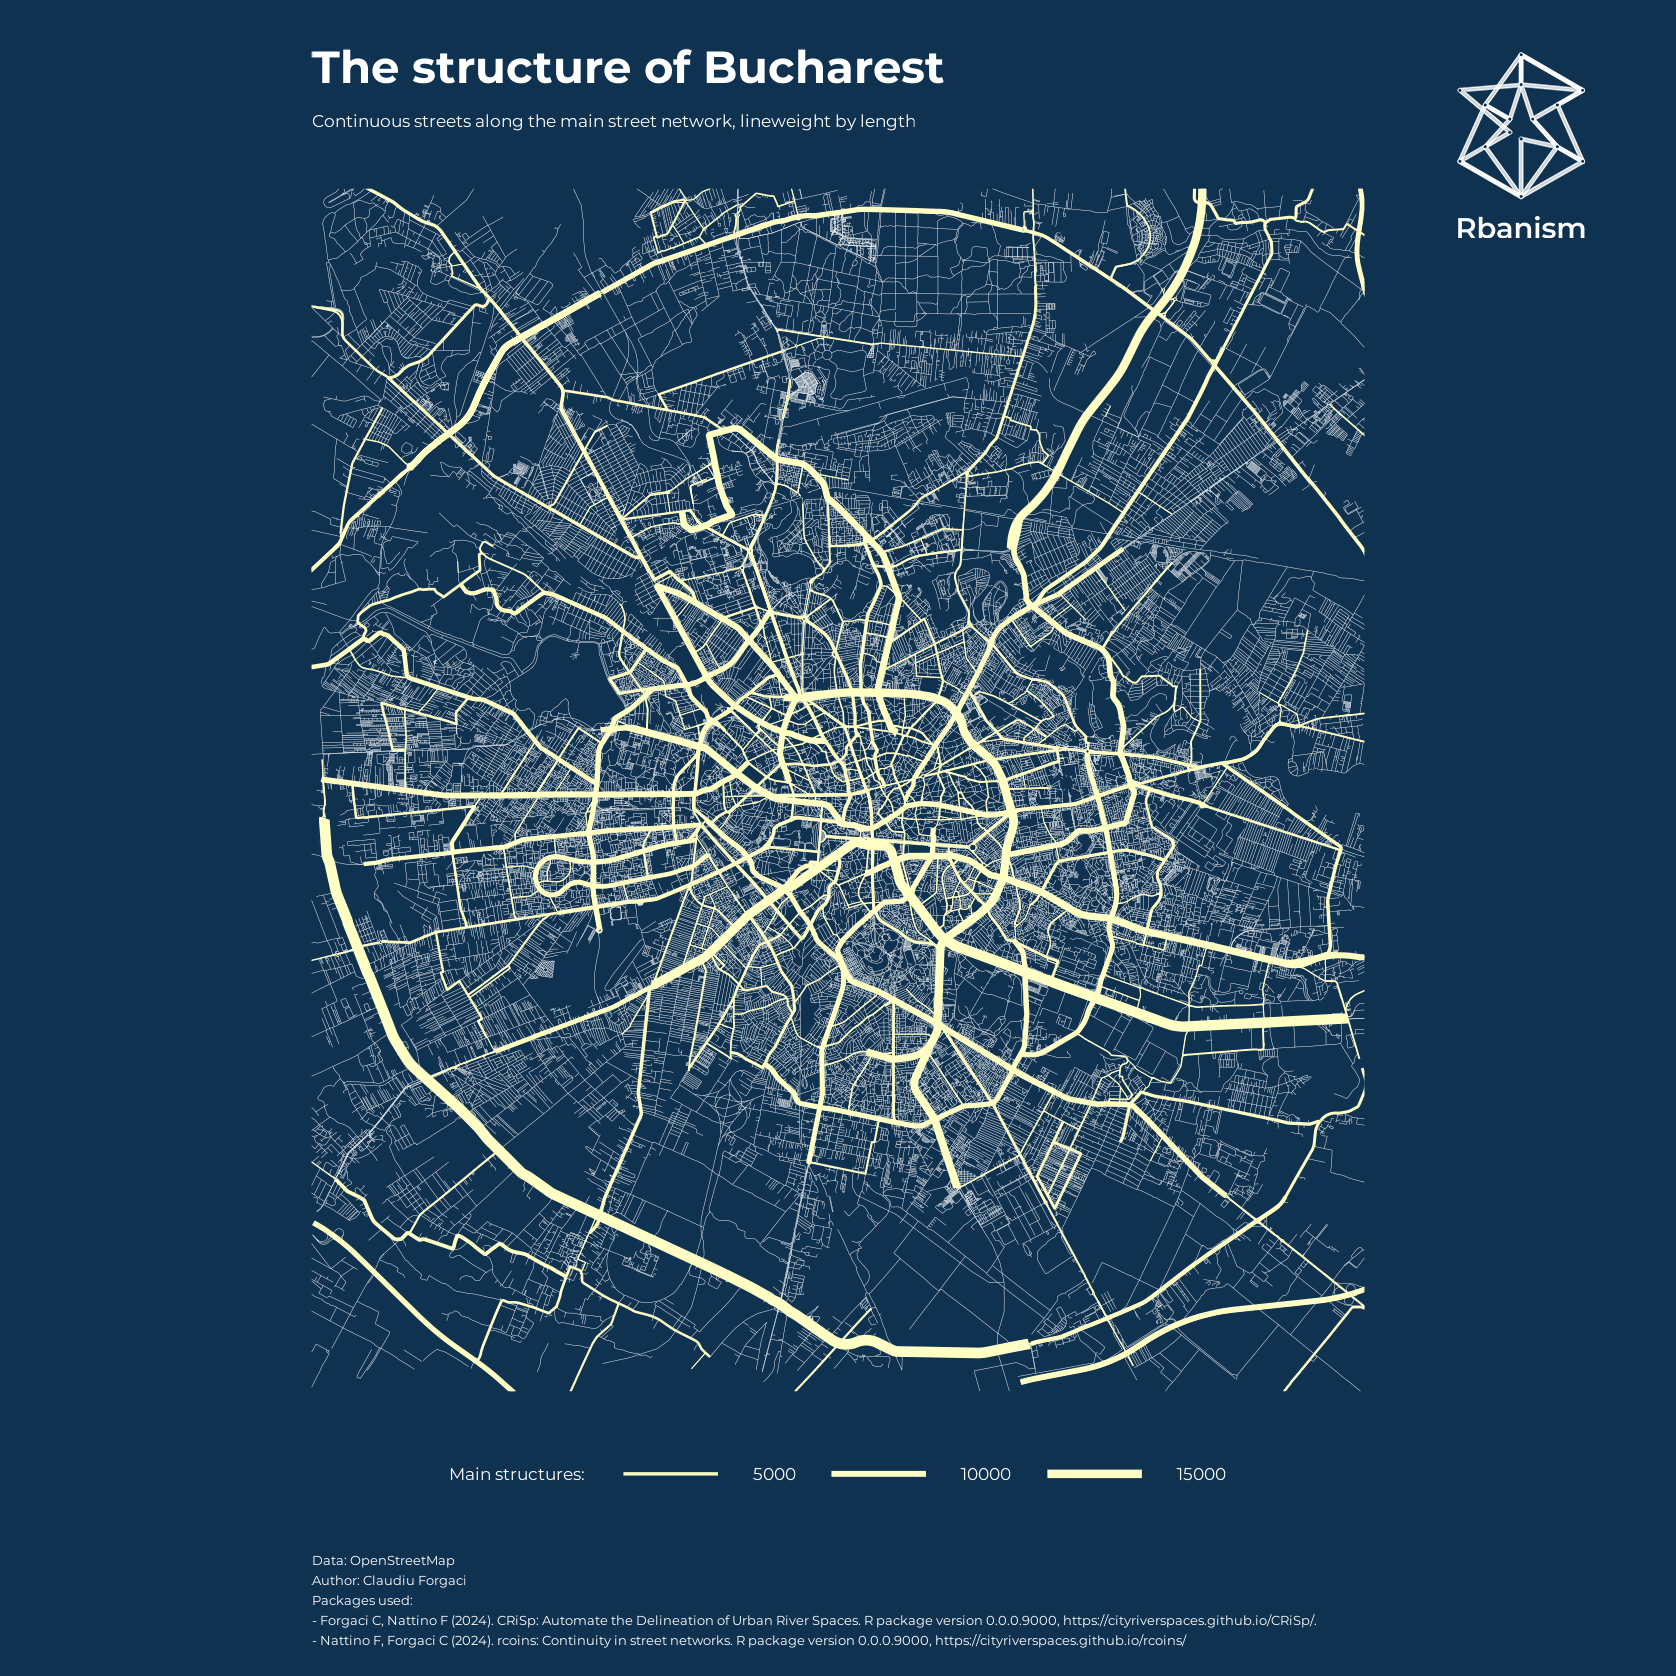 The structure of Bucharest
Continuous streets along the main street network, lineweight by length
Rbanism
Main structures: 5000 10000 15000
Data: OpenStreetMap
Author: Claudiu Forgaci
Packages used:
- Forgaci C, Nattino F (2024). CRiSp: Automate the Delineation of Urban River Spaces. R package version 0.0.0.9000, https://cityriverspaces.github.io/CRiSp/.
- Nattino F, Forgaci C (2024). rcoins: Continuity in street networks. R package version 0.0.0.9000, https://cityriverspaces.github.io/rcoins/